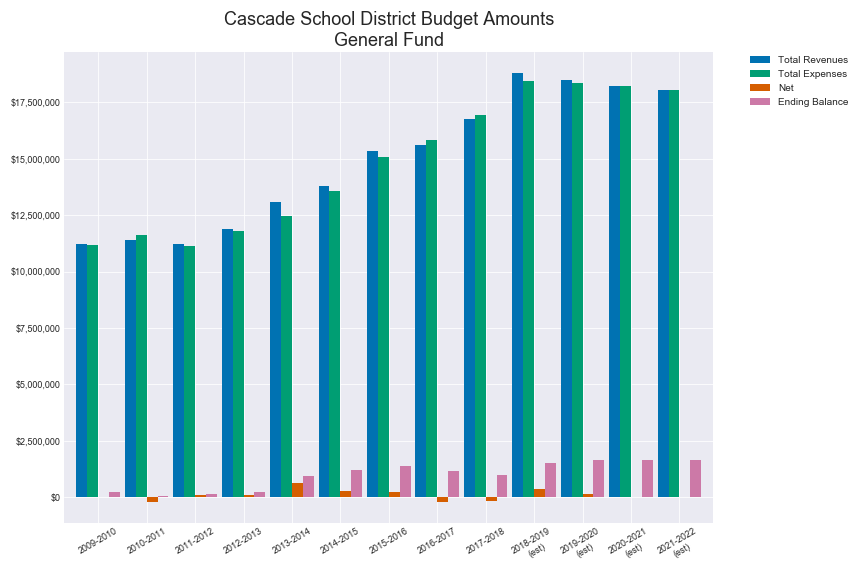 Cascade School District Budget Amounts
General Fund
Total Revenues
Total Expenses
Net
Ending Balance
$17,500,000
$15,000,000
$12,500,000
$10,000,000
$7,500,000
$5,000,000
$2,500,000
$0
2009-2010
2010-2011
2011-2012
2012-2013
2013-2014
2014-2015
2015-2016
2016-2017
2017-2018
2018-2019
(est)
2019-2020
(est)
2020-2021
(est)
2021-2022
(est)